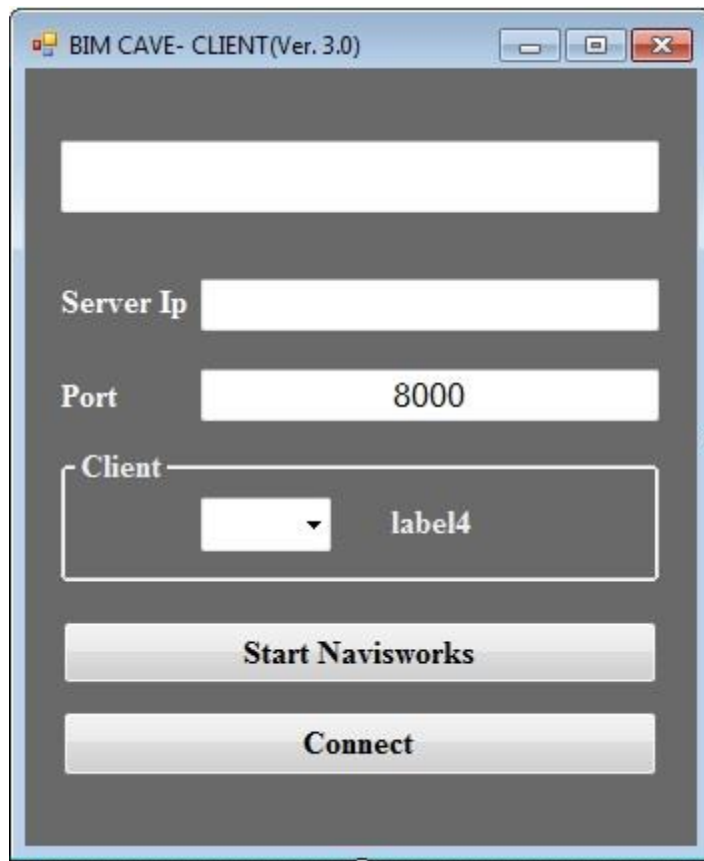 BIM CAVE- CLIENT(Ver. 3.0)
Server Ip
Port 8000
Client
label4
Start Navisworks
Connect